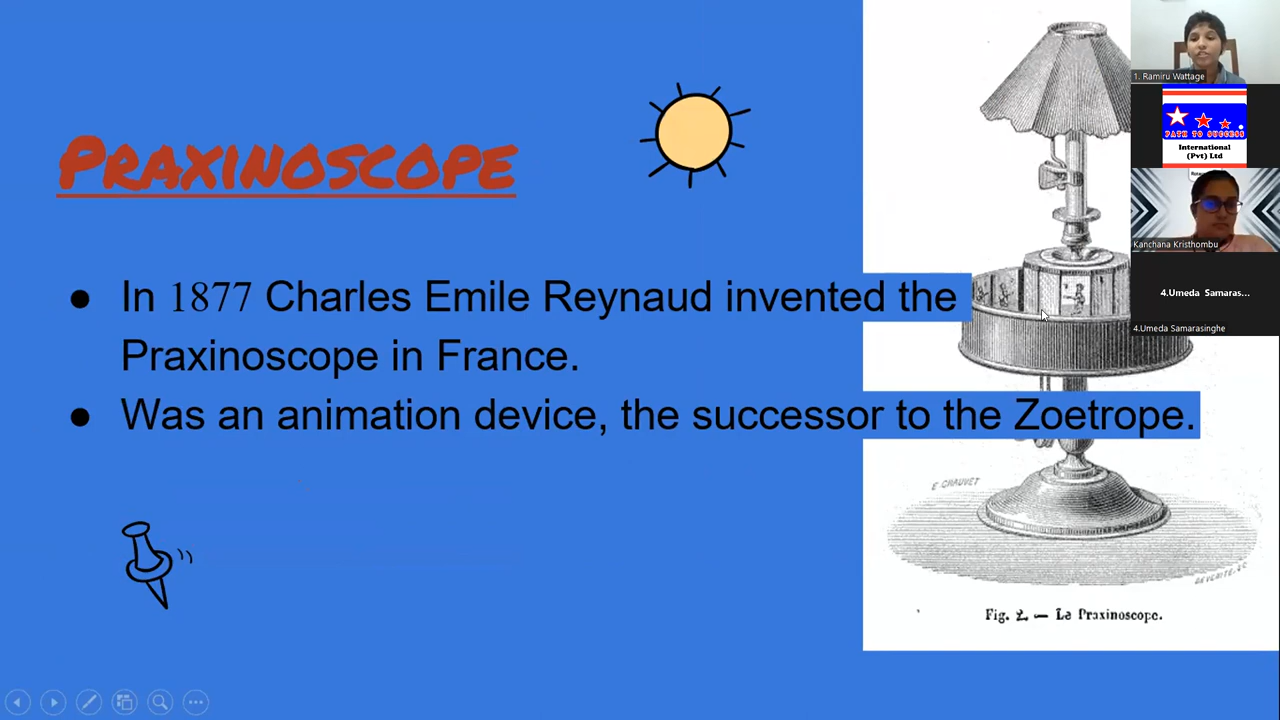 PRAXINOSCOPE
● In 1877 Charles Emile Reynaud invented the
Praxinoscope in France.
● Was an animation device, the successor to the Zoetrope.
E. CHAUVET
Fig. 2. — Le Praxinoscope.
1. Ramiru Wattage
PATH TO SUCCESS
International
(Pvt) Ltd
Kanchana Kristhombu
4.Umeda Samaras...
4.Umeda Samarasinghe